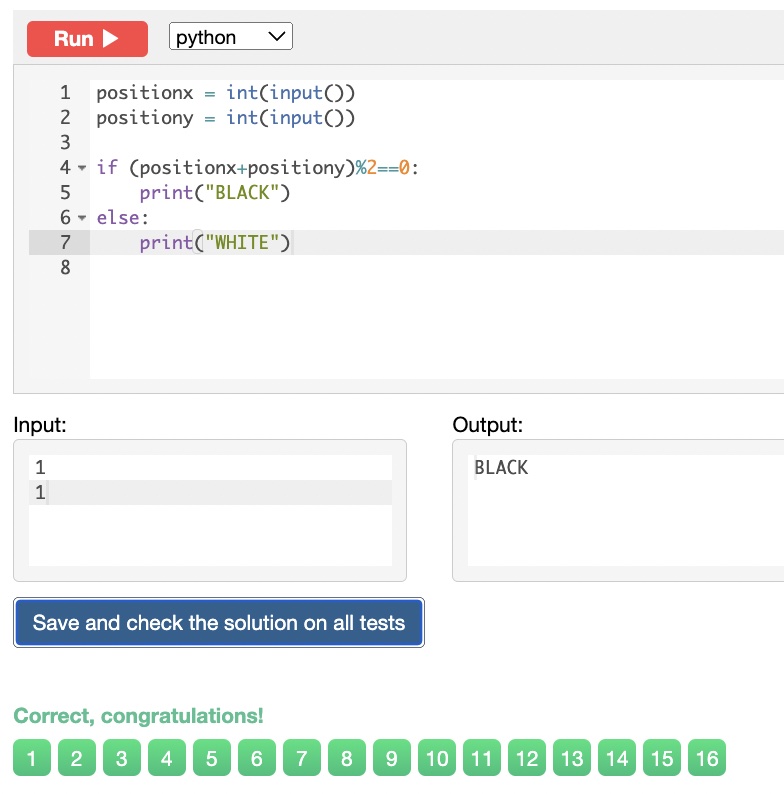 Run python
1 positionx = int(input())
2 positiony = int(input())
3
4 if (positionx+positiony)%2==0:
5     print("BLACK")
6 else:
7     print("WHITE")
8
Input: Output:
1 BLACK
1
Save and check the solution on all tests
Correct, congratulations!
1 2 3 4 5 6 7 8 9 10 11 12 13 14 15 16